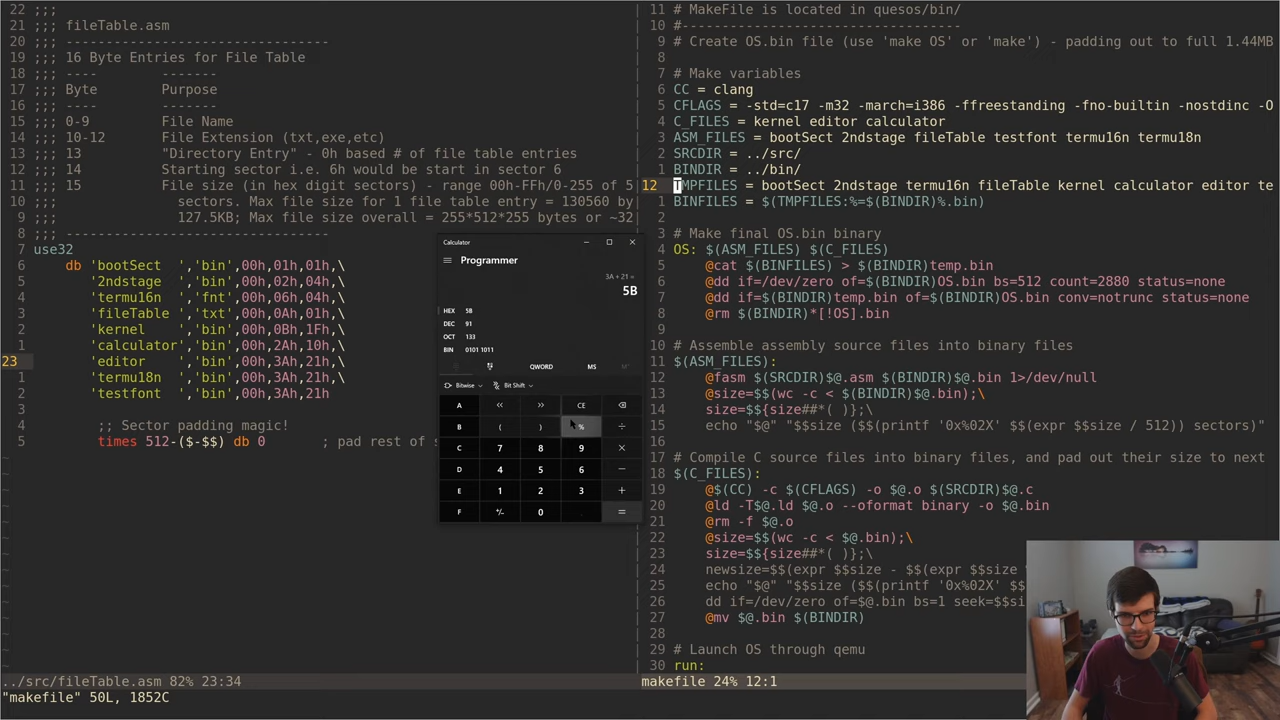 22 ;;;
21 ;;; fileTable.asm
20 ;;; ---------------------------------
19 ;;; 16 Byte Entries for File Table
18 ;;; ----        -------
17 ;;; Byte        Purpose
16 ;;; ----        -------
15 ;;; 0-9         File Name
14 ;;; 10-12       File Extension (txt,exe,etc)
13 ;;; 13          "Directory Entry" - 0h based # of file table entries
12 ;;; 14          Starting sector i.e. 6h would be start in sector 6
11 ;;; 15          File size (in hex digit sectors) - range 00h-FFh/0-255 of 5
10 ;;;               sectors. Max file size for 1 file table entry = 130560 by
9 ;;;               127.5KB; Max file size overall = 255*512*255 bytes or ~32
8 ;;; ---------------------------------
7 use32
6     db 'bootSect  ','bin',00h,01h,01h,\
5        '2ndstage  ','bin',00h,02h,04h,\
4        'termu16n  ','fnt',00h,06h,04h,\
3        'fileTable ','txt',00h,0Ah,01h,\
2        'kernel    ','bin',00h,0Bh,1Fh,\
1        'calculator','bin',00h,2Ah,10h,\
23        'editor    ','bin',00h,3Ah,21h,\
1        'termu18n  ','bin',00h,3Ah,21h,\
2        'testfont  ','bin',00h,3Ah,21h
3
4        ;; Sector padding magic!
5        times 512-($-$$) db 0       ; pad rest of s
../src/fileTable.asm 82% 23:34
"makefile" 50L, 1852C
11 # MakeFile is located in quesos/bin/
10 #---------------------------------
9 # Create OS.bin file (use 'make OS' or 'make') - padding out to full 1.44MB
8
7 # Make variables
6 CC = clang
5 CFLAGS = -std=c17 -m32 -march=i386 -ffreestanding -fno-builtin -nostdinc -O
4 C_FILES = kernel editor calculator
3 ASM_FILES = bootSect 2ndstage fileTable testfont termu16n termu18n
2 SRCDIR = ../src/
1 BINDIR = ../bin/
12 TMPFILES = bootSect 2ndstage termu16n fileTable kernel calculator editor te
1 BINFILES = $(TMPFILES:%=$(BINDIR)%.bin)
2
3 # Make final OS.bin binary
4 OS: $(ASM_FILES) $(C_FILES)
5     @cat $(BINFILES) > $(BINDIR)temp.bin
6     @dd if=/dev/zero of=$(BINDIR)OS.bin bs=512 count=2880 status=none
7     @dd if=$(BINDIR)temp.bin of=$(BINDIR)OS.bin conv=notrunc status=none
8     @rm $(BINDIR)*[!OS].bin
9
10 # Assemble assembly source files into binary files
11 $(ASM_FILES):
12     @fasm $(SRCDIR)$@.asm $(BINDIR)$@.bin 1>/dev/null
13     @size=$$(wc -c < $(BINDIR)$@.bin);\
14     size=$${size##*( )};\
15     echo "$@" "$$size ($$(printf '0x%02X' $$(expr $$size / 512)) sectors)"
16
17 # Compile C source files into binary files, and pad out their size to next
18 $(C_FILES):
19     @$(CC) -c $(CFLAGS) -o $@.o $(SRCDIR)$@.c
20     @ld -T$@.ld $@.o --oformat binary -o $@.bin
21     @rm -f $@.o
22     @size=$$(wc -c < $@.bin);\
23     size=$${size##*( )};\
24     newsize=$$(expr $$size - $$(expr $$size
25     echo "$@" "$$size ($$(printf '0x%02X'
26     dd if=/dev/zero of=$@.bin bs=1 seek=$$s
27     @mv $@.bin $(BINDIR)
28
29 # Launch OS through qemu
30 run:
makefile 24% 12:1
Calculator
Programmer
3A + 21 =
5B
HEX 5B
DEC 91
OCT 133
BIN 0101 1011
QWORD MS
Bitwise Bit Shift
A << >> CE
B ( ) % ÷
C 7 8 9 ×
D 4 5 6 −
E 1 2 3 +
F +/- 0 . =